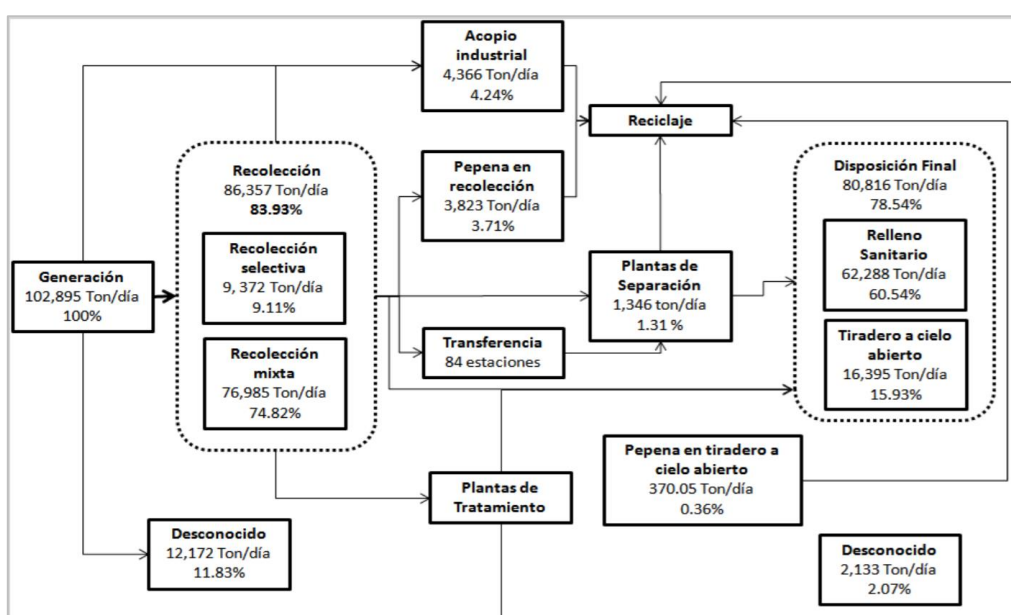 Acopio
industrial
4,366 Ton/día
4.24%
Reciclaje
Recolección
86,357 Ton/día
83.93%
Pepena en
recolección
3,823 Ton/día
3.71%
Disposición Final
80,816 Ton/día
78.54%
Recolección
selectiva
9, 372 Ton/día
9.11%
Relleno
Sanitario
62,288 Ton/día
60.54%
Generación
102,895 Ton/día
100%
Plantas de
Separación
1,346 ton/día
1.31 %
Transferencia
84 estaciones
Tiradero a cielo
abierto
16,395 Ton/día
15.93%
Recolección
mixta
76,985 Ton/día
74.82%
Pepena en tiradero a
cielo abierto
370.05 Ton/día
0.36%
Plantas de
Tratamiento
Desconocido
12,172 Ton/día
11.83%
Desconocido
2,133 Ton/día
2.07%